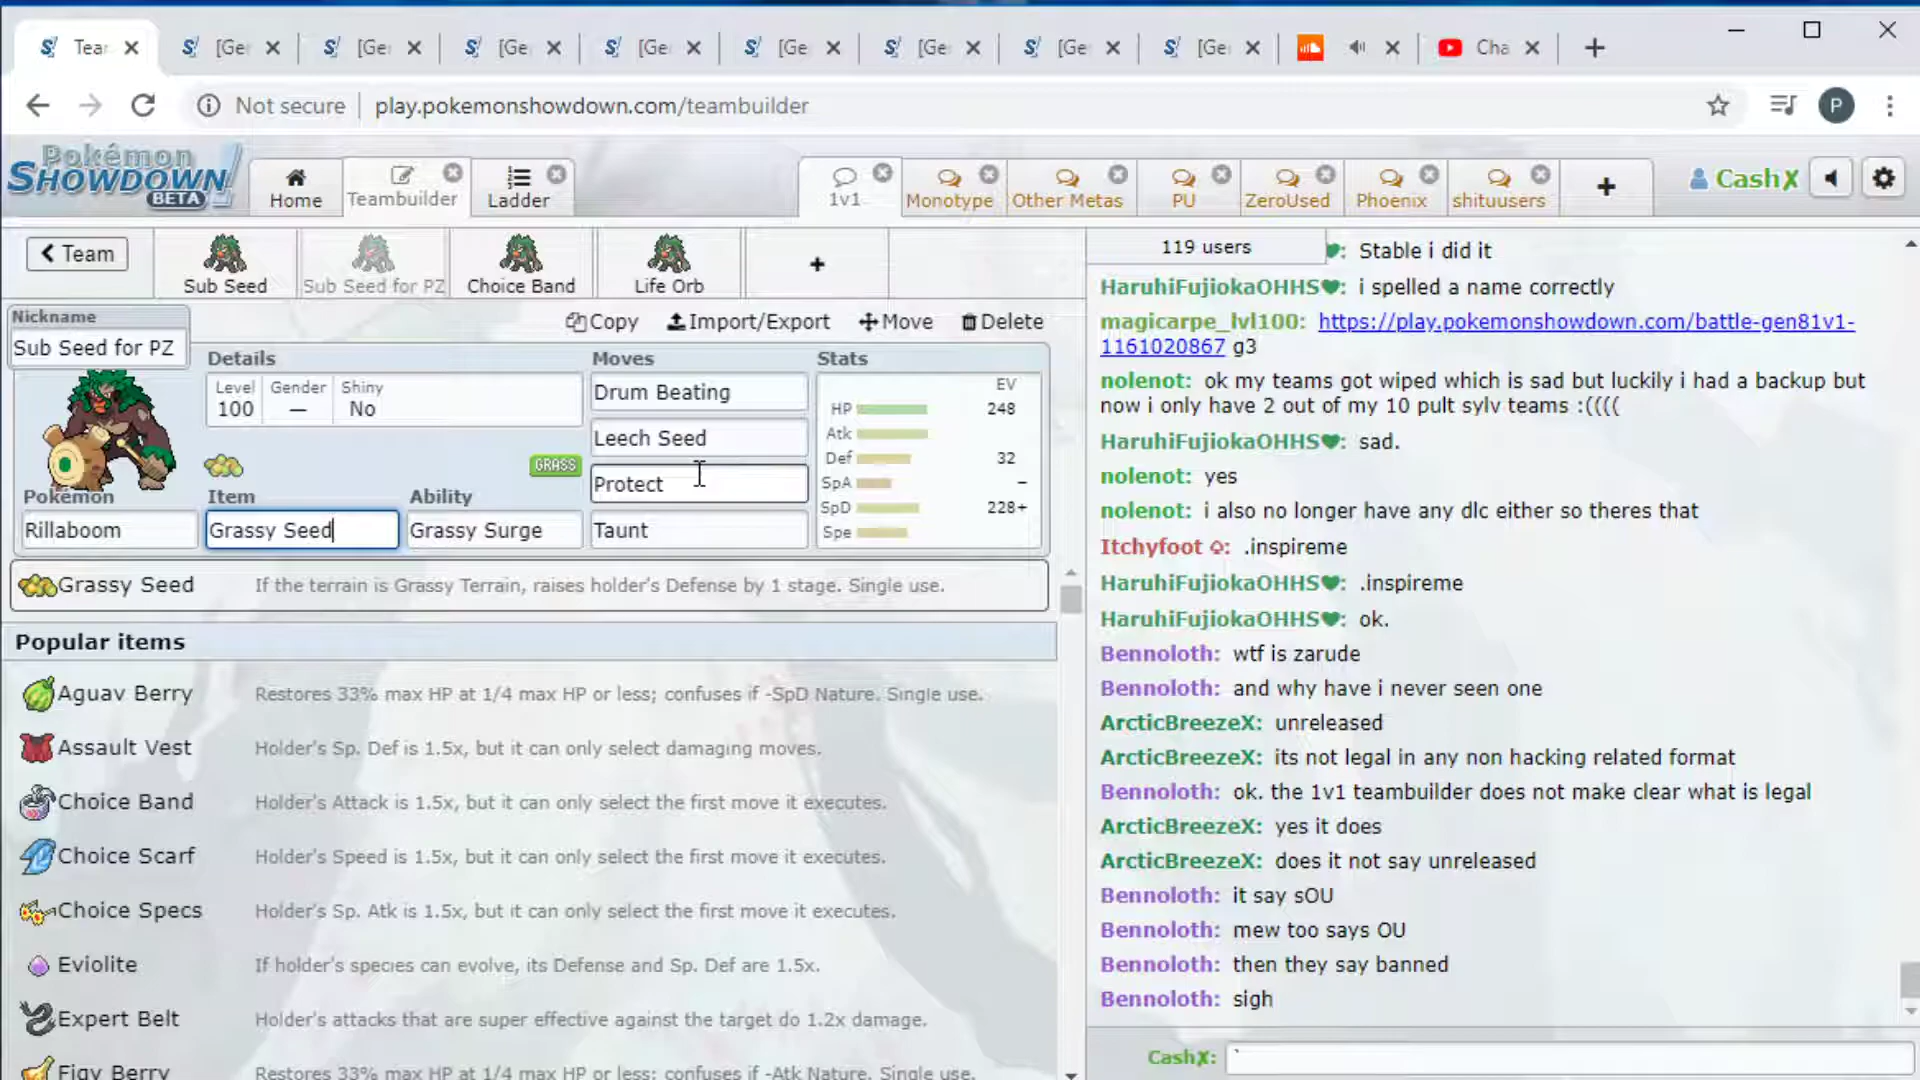 Tear
[Ge
[Ge
[Ge
[Ge
[Ge
[Ge
[Ge
[Ge
Cha
Not secure
play.pokemonshowdown.com/teambuilder
P
Pokémon
SHOWDOWN
BETA
Home
Teambuilder
Ladder
1v1
Monotype
Other Metas
PU
ZeroUsed
Phoenix
shituusers
CashX
Team
Sub Seed
Sub Seed for PZ
Choice Band
Life Orb
Copy
Import/Export
Move
Delete
Nickname
Sub Seed for PZ
Details
Level
100
Gender
—
Shiny
No
GRASS
Pokémon
Rillaboom
Item
Grassy Seed
Ability
Grassy Surge
Moves
Drum Beating
Leech Seed
Protect
Taunt
Stats
EV
HP 248
Atk
Def 32
SpA –
SpD 228+
Spe
Grassy Seed If the terrain is Grassy Terrain, raises holder's Defense by 1 stage. Single use.
Popular items
Aguav Berry Restores 33% max HP at 1/4 max HP or less; confuses if -SpD Nature. Single use.
Assault Vest Holder's Sp. Def is 1.5x, but it can only select damaging moves.
Choice Band Holder's Attack is 1.5x, but it can only select the first move it executes.
Choice Scarf Holder's Speed is 1.5x, but it can only select the first move it executes.
Choice Specs Holder's Sp. Atk is 1.5x, but it can only select the first move it executes.
Eviolite If holder's species can evolve, its Defense and Sp. Def are 1.5x.
Expert Belt Holder's attacks that are super effective against the target do 1.2x damage.
Figy Berry Restores 33% max HP at 1/4 max HP or less; confuses if -Atk Nature. Single use.
119 users
: Stable i did it
HaruhiFujiokaOHHS♥: i spelled a name correctly
magicarpe_lvl100: https://play.pokemonshowdown.com/battle-gen81v1-
1161020867 g3
nolenot: ok my teams got wiped which is sad but luckily i had a backup but
now i only have 2 out of my 10 pult sylv teams :((((
HaruhiFujiokaOHHS♥: sad.
nolenot: yes
nolenot: i also no longer have any dlc either so theres that
Itchyfoot ♤: .inspireme
HaruhiFujiokaOHHS♥: .inspireme
HaruhiFujiokaOHHS♥: ok.
Bennoloth: wtf is zarude
Bennoloth: and why have i never seen one
ArcticBreezeX: unreleased
ArcticBreezeX: its not legal in any non hacking related format
Bennoloth: ok. the 1v1 teambuilder does not make clear what is legal
ArcticBreezeX: yes it does
ArcticBreezeX: does it not say unreleased
Bennoloth: it say sOU
Bennoloth: mew too says OU
Bennoloth: then they say banned
Bennoloth: sigh
CashX: `